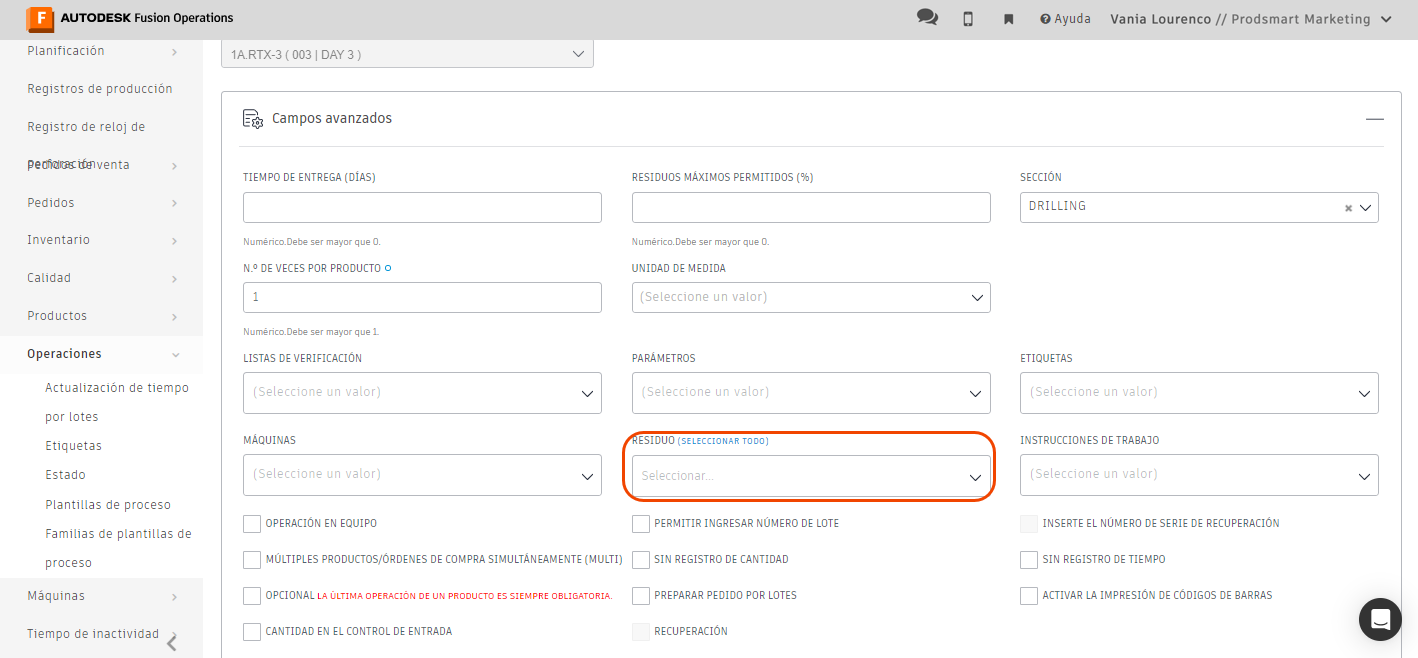 F AUTODESK Fusion Operations
Ayuda
Vania Lourenco // Prodsmart Marketing
Planificación
Registros de producción
Registro de reloj de
perforación
Pedidos de venta
Pedidos
Inventario
Calidad
Productos
Operaciones
Actualización de tiempo
por lotes
Etiquetas
Estado
Plantillas de proceso
Familias de plantillas de
proceso
Máquinas
Tiempo de inactividad
1A.RTX-3 ( 003 | DAY 3 )
Campos avanzados
TIEMPO DE ENTREGA (DÍAS)
RESIDUOS MÁXIMOS PERMITIDOS (%)
SECCIÓN
DRILLING
Numérico.Debe ser mayor que 0.
Numérico.Debe ser mayor que 0.
N.º DE VECES POR PRODUCTO
UNIDAD DE MEDIDA
1
(Seleccione un valor)
Numérico.Debe ser mayor que 1.
LISTAS DE VERIFICACIÓN
PARÁMETROS
ETIQUETAS
(Seleccione un valor)
(Seleccione un valor)
(Seleccione un valor)
MÁQUINAS
RESIDUO (SELECCIONAR TODO)
INSTRUCCIONES DE TRABAJO
(Seleccione un valor)
Seleccionar...
(Seleccione un valor)
OPERACIÓN EN EQUIPO
PERMITIR INGRESAR NÚMERO DE LOTE
INSERTE EL NÚMERO DE SERIE DE RECUPERACIÓN
MÚLTIPLES PRODUCTOS/ÓRDENES DE COMPRA SIMULTÁNEAMENTE (MULTI)
SIN REGISTRO DE CANTIDAD
SIN REGISTRO DE TIEMPO
OPCIONAL LA ÚLTIMA OPERACIÓN DE UN PRODUCTO ES SIEMPRE OBLIGATORIA.
PREPARAR PEDIDO POR LOTES
ACTIVAR LA IMPRESIÓN DE CÓDIGOS DE BARRAS
CANTIDAD EN EL CONTROL DE ENTRADA
RECUPERACIÓN